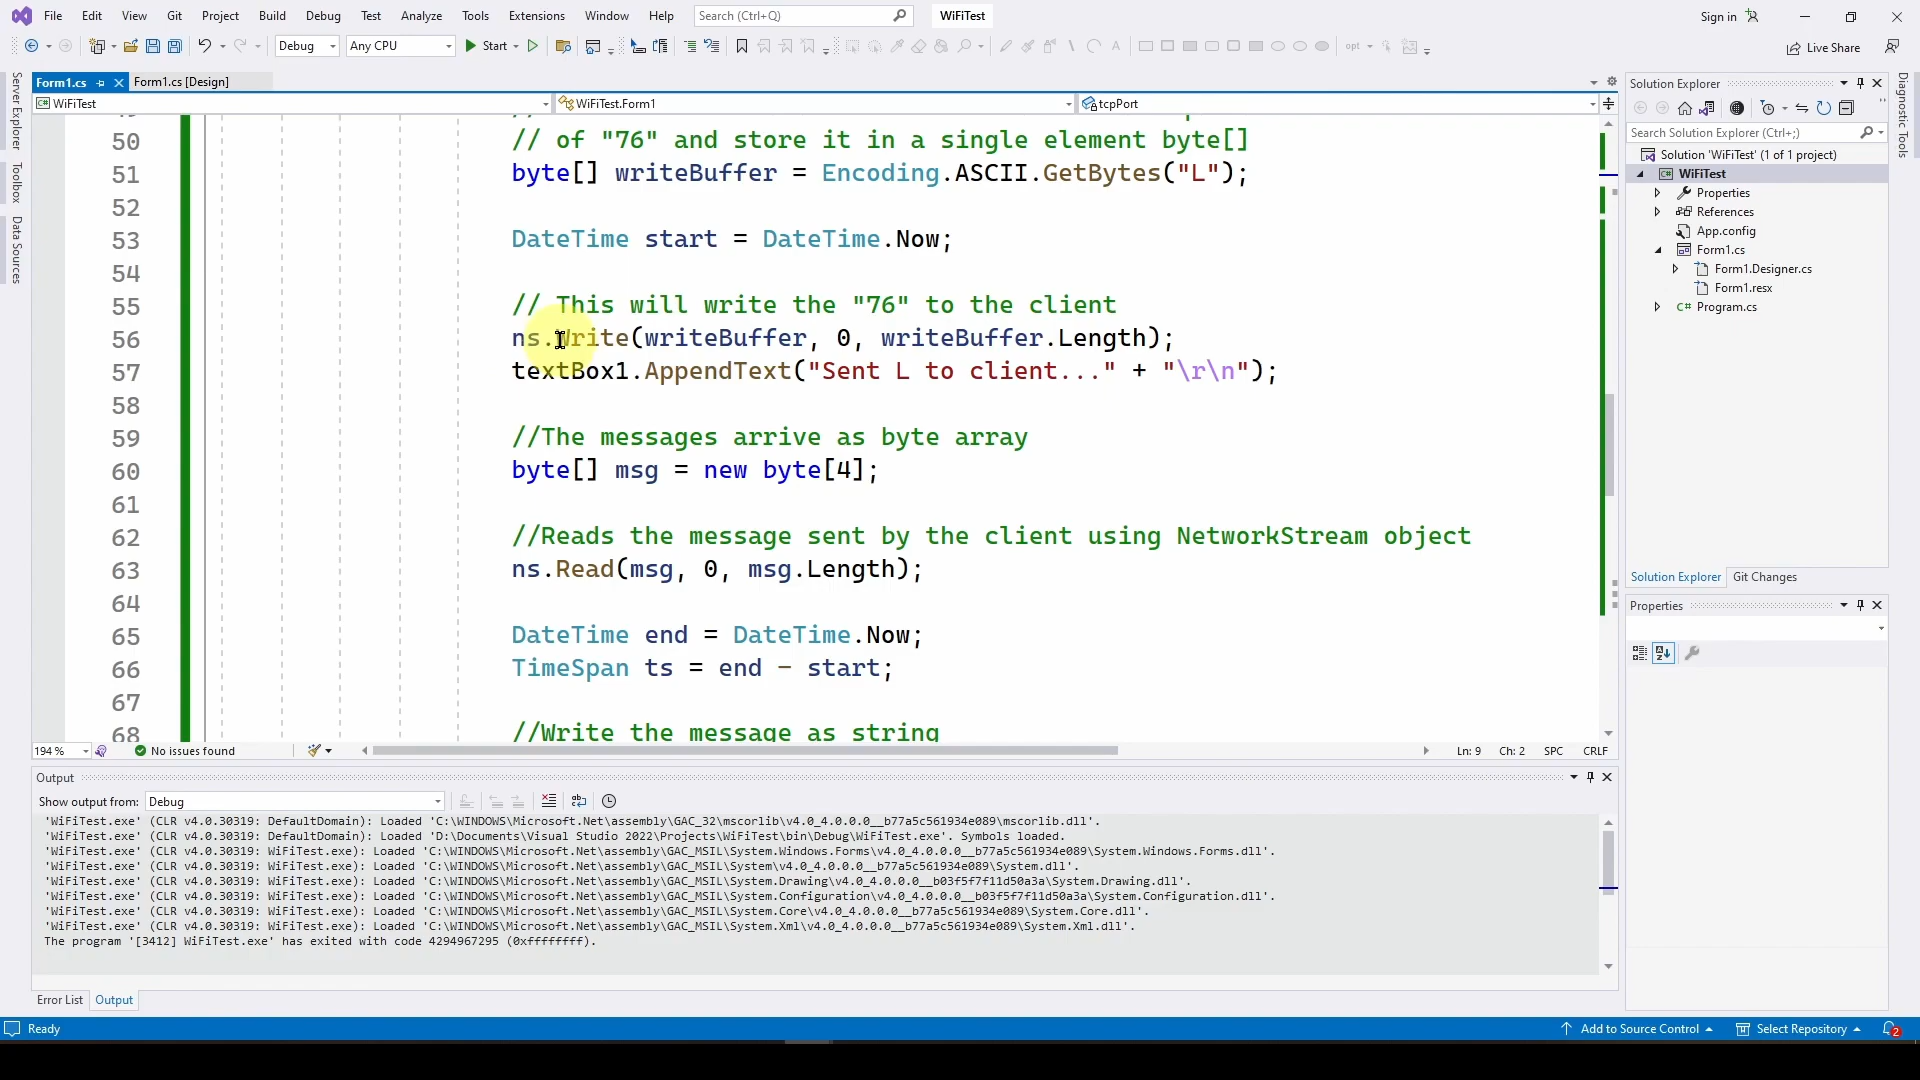 File Edit View Git Project Build Debug Test Analyze Tools Extensions Window Help Search (Ctrl+Q) WiFiTest Sign in
Debug Any CPU Start Live Share
Form1.cs Form1.cs [Design]
WiFiTest WiFiTest.Form1 tcpPort
Server Explorer
Toolbox
Data Sources
50 // of "76" and store it in a single element byte[]
51 byte[] writeBuffer = Encoding.ASCII.GetBytes("L");
52
53 DateTime start = DateTime.Now;
54
55 // This will write the "76" to the client
56 ns.Write(writeBuffer, 0, writeBuffer.Length);
57 textBox1.AppendText("Sent L to client..." + "\r\n");
58
59 //The messages arrive as byte array
60 byte[] msg = new byte[4];
61
62 //Reads the message sent by the client using NetworkStream object
63 ns.Read(msg, 0, msg.Length);
64
65 DateTime end = DateTime.Now;
66 TimeSpan ts = end - start;
67
68 //Write the message as string
194 % No issues found Ln: 9 Ch: 2 SPC CRLF
Output
Show output from: Debug
'WiFiTest.exe' (CLR v4.0.30319: DefaultDomain): Loaded 'C:\WINDOWS\Microsoft.Net\assembly\GAC_32\mscorlib\v4.0_4.0.0.0__b77a5c561934e089\mscorlib.dll'.
'WiFiTest.exe' (CLR v4.0.30319: DefaultDomain): Loaded 'D:\Documents\Visual Studio 2022\Projects\WiFiTest\bin\Debug\WiFiTest.exe'. Symbols loaded.
'WiFiTest.exe' (CLR v4.0.30319: WiFiTest.exe): Loaded 'C:\WINDOWS\Microsoft.Net\assembly\GAC_MSIL\System.Windows.Forms\v4.0_4.0.0.0__b77a5c561934e089\System.Windows.Forms.dll'.
'WiFiTest.exe' (CLR v4.0.30319: WiFiTest.exe): Loaded 'C:\WINDOWS\Microsoft.Net\assembly\GAC_MSIL\System\v4.0_4.0.0.0__b77a5c561934e089\System.dll'.
'WiFiTest.exe' (CLR v4.0.30319: WiFiTest.exe): Loaded 'C:\WINDOWS\Microsoft.Net\assembly\GAC_MSIL\System.Drawing\v4.0_4.0.0.0__b03f5f7f11d50a3a\System.Drawing.dll'.
'WiFiTest.exe' (CLR v4.0.30319: WiFiTest.exe): Loaded 'C:\WINDOWS\Microsoft.Net\assembly\GAC_MSIL\System.Configuration\v4.0_4.0.0.0__b03f5f7f11d50a3a\System.Configuration.dll'.
'WiFiTest.exe' (CLR v4.0.30319: WiFiTest.exe): Loaded 'C:\WINDOWS\Microsoft.Net\assembly\GAC_MSIL\System.Core\v4.0_4.0.0.0__b77a5c561934e089\System.Core.dll'.
'WiFiTest.exe' (CLR v4.0.30319: WiFiTest.exe): Loaded 'C:\WINDOWS\Microsoft.Net\assembly\GAC_MSIL\System.Xml\v4.0_4.0.0.0__b77a5c561934e089\System.Xml.dll'.
The program '[3412] WiFiTest.exe' has exited with code 4294967295 (0xffffffff).
Error List Output
Solution Explorer
Search Solution Explorer (Ctrl+;)
Solution 'WiFiTest' (1 of 1 project)
WiFiTest
Properties
References
App.config
Form1.cs
Form1.Designer.cs
Form1.resx
Program.cs
Solution Explorer Git Changes
Properties
Diagnostic Tools
Ready Add to Source Control Select Repository 2